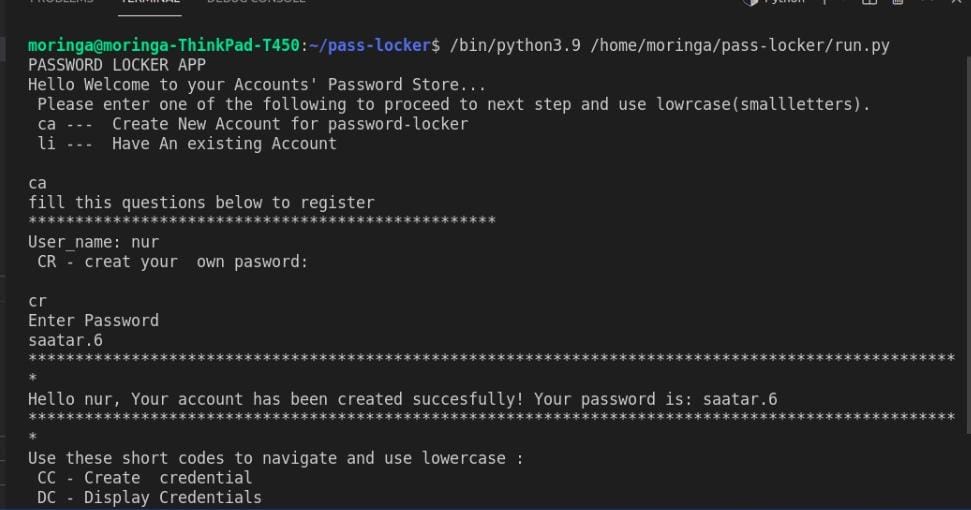 PROBLEMS TERMINAL DEBUG CONSOLE Python
moringa@moringa-ThinkPad-T450:~/pass-locker$ /bin/python3.9 /home/moringa/pass-locker/run.py
PASSWORD LOCKER APP
Hello Welcome to your Accounts' Password Store...
 Please enter one of the following to proceed to next step and use lowrcase(smallletters).
 ca ---  Create New Account for password-locker
 li ---  Have An existing Account
ca
fill this questions below to register
**************************************************
User_name: nur
 CR - creat your  own pasword:
cr
Enter Password
saatar.6
***************************************************************************************************
*
Hello nur, Your account has been created succesfully! Your password is: saatar.6
***************************************************************************************************
*
Use these short codes to navigate and use lowercase :
 CC - Create  credential
 DC - Display Credentials